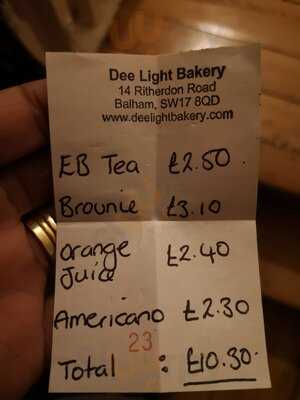 Dee Light Bakery
14 Ritherdon Road
Balham, SW17 8QD
www.deelightbakery.com
EB Tea £2.50
Brownie £3.10
Orange Juice £2.40
Americano £2.30
23
Total : £10.30